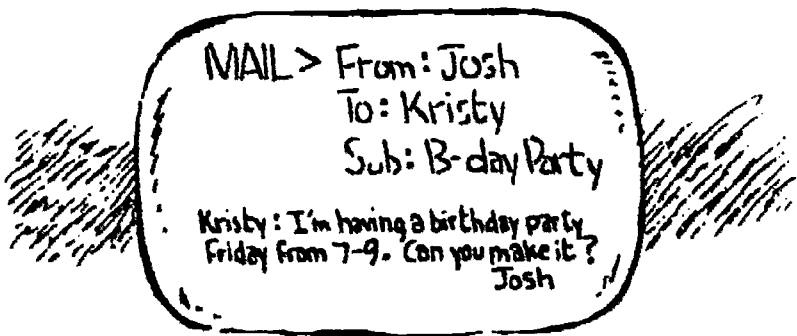 MAIL> From: Josh
To: Kristy
Sub: B-day Party
Kristy: I'm having a birthday party
Friday from 7-9. Can you make it?
Josh